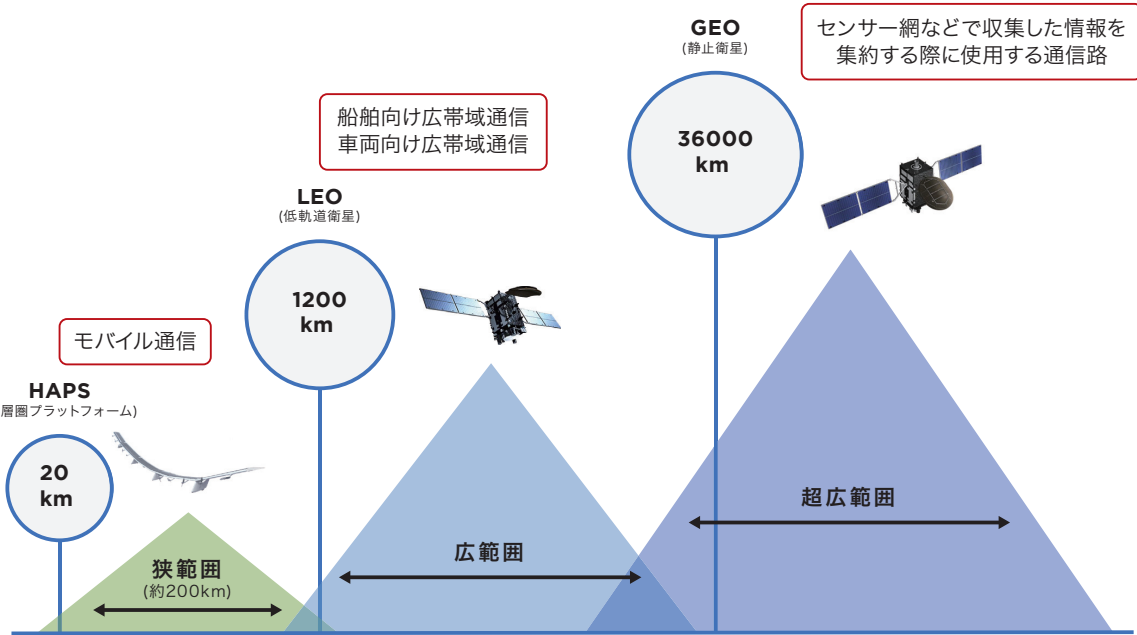 GEO
(静止衛星)
36000
km
センサー網などで収集した情報を
集約する際に使用する通信路
船舶向け広帯域通信
車両向け広帯域通信
LEO
(低軌道衛星)
1200
km
モバイル通信
HAPS
層圏プラットフォーム)
20
km
狭範囲
(約200km)
広範囲
超広範囲